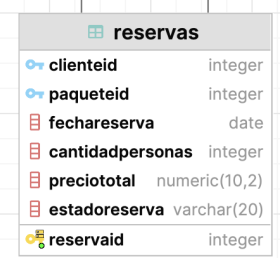 reservas
clienteid integer
paqueteid integer
fechareserva date
cantidadpersonas integer
preciototal numeric(10,2)
estadoreserva varchar(20)
reservaid integer